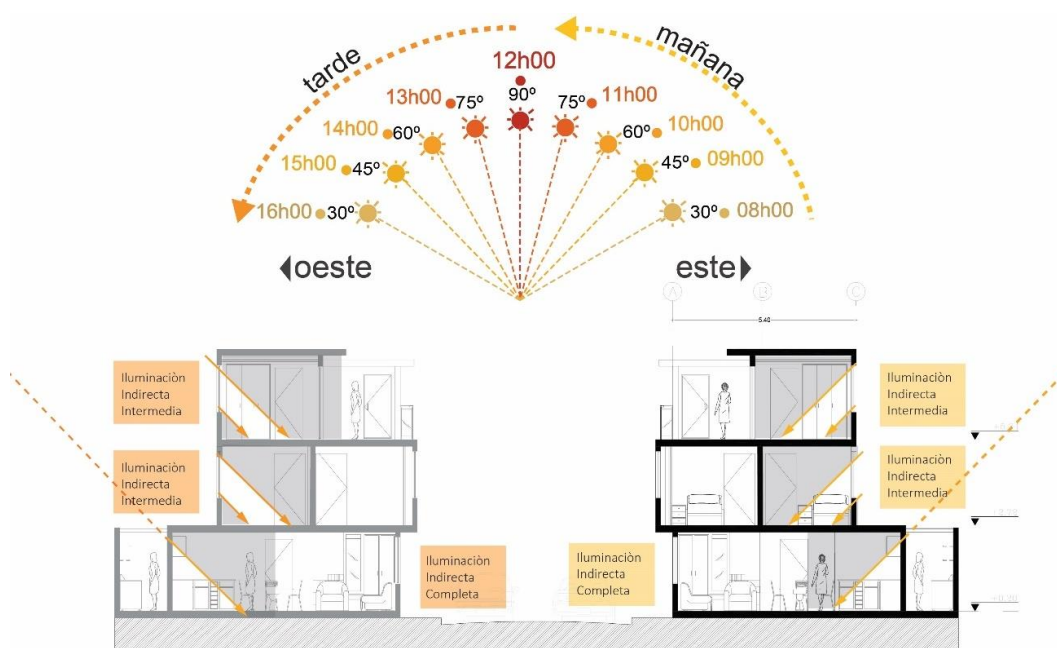 tarde
mañana
12h00
90º
13h00
75º
75º
11h00
14h00
60º
60º
10h00
15h00
45º
45º
09h00
16h00
30º
30º
08h00
oeste
este
A
B
C
5.40
Iluminaciòn
Indirecta
Intermedia
Iluminaciòn
Indirecta
Intermedia
Iluminaciòn
Indirecta
Intermedia
Iluminaciòn
Indirecta
Intermedia
Iluminaciòn
Indirecta
Completa
Iluminaciòn
Indirecta
Completa
+0.20